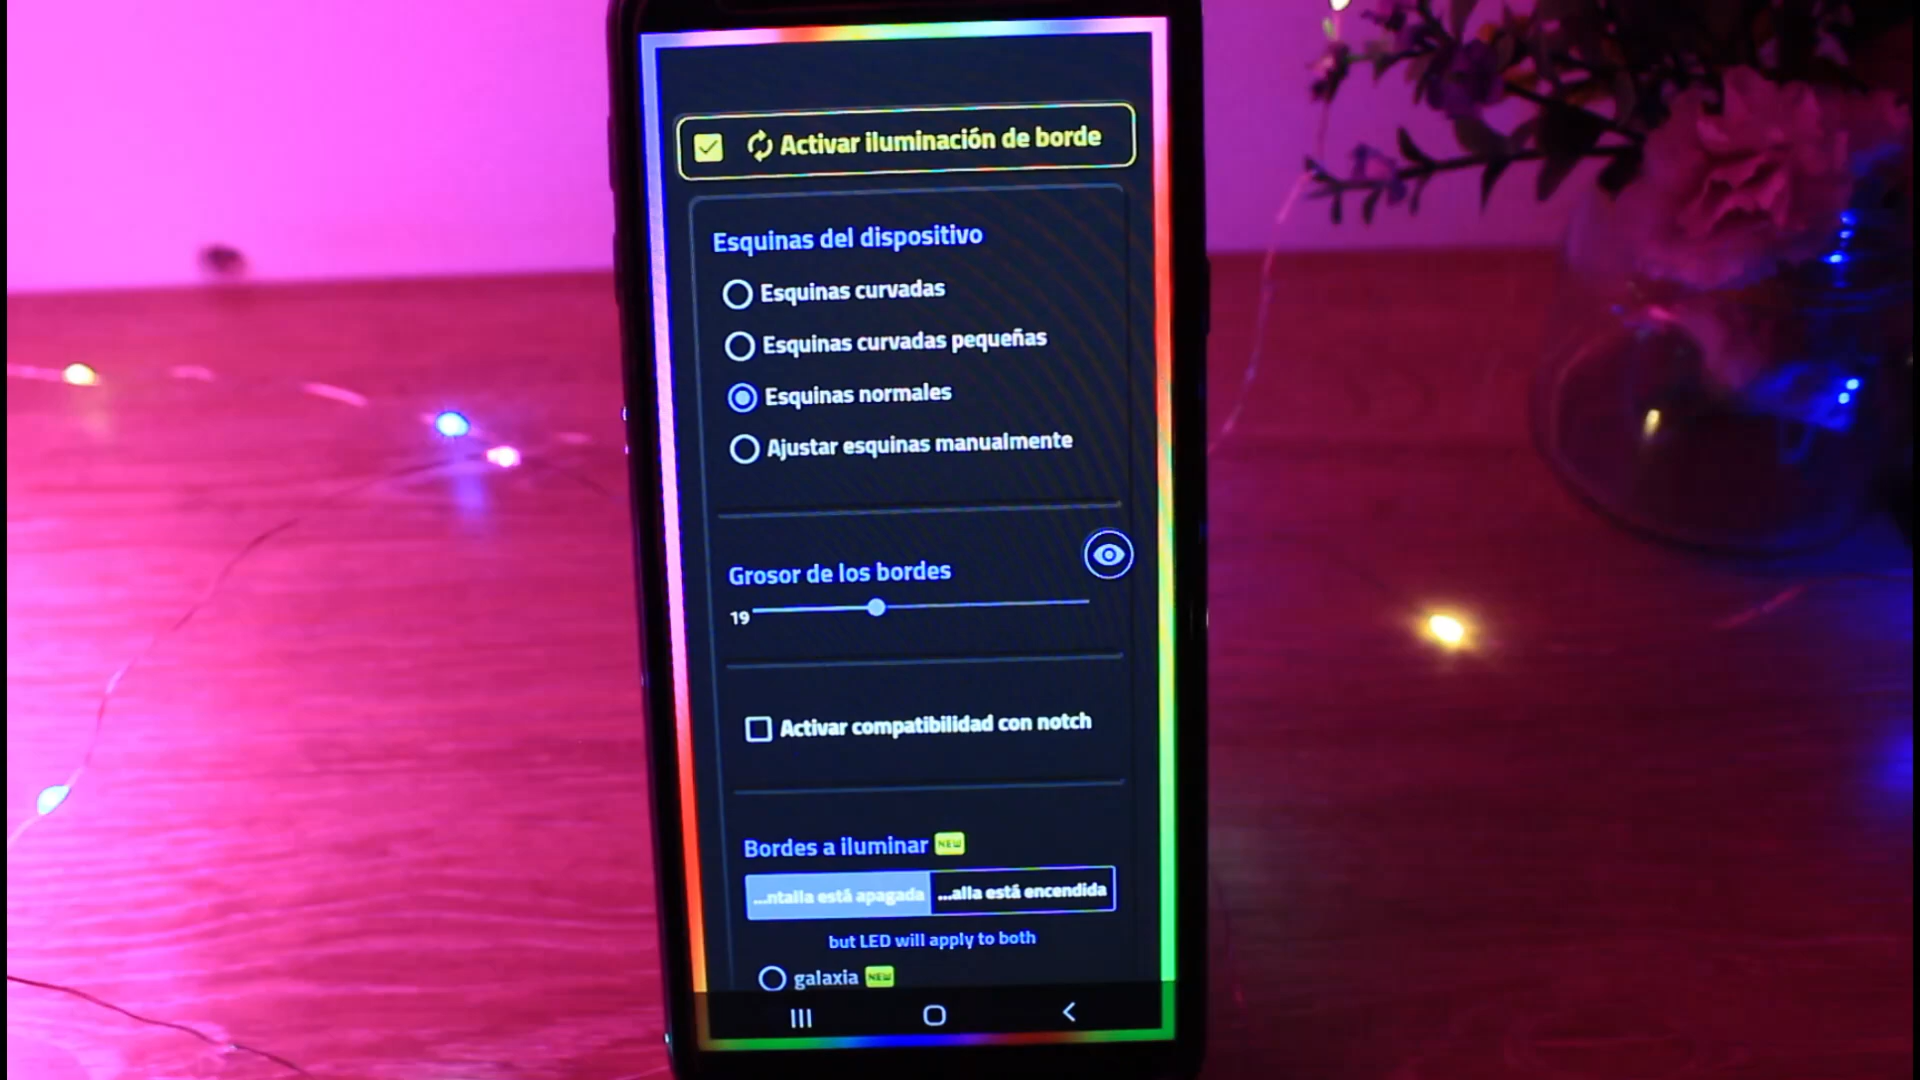 Activar iluminación de borde
Esquinas del dispositivo
Esquinas curvadas
Esquinas curvadas pequeñas
Esquinas normales
Ajustar esquinas manualmente
Grosor de los bordes
19
Activar compatibilidad con notch
Bordes a iluminar NEW
...ntalla está apagada ...alla está encendida
but LED will apply to both
galaxia NEW